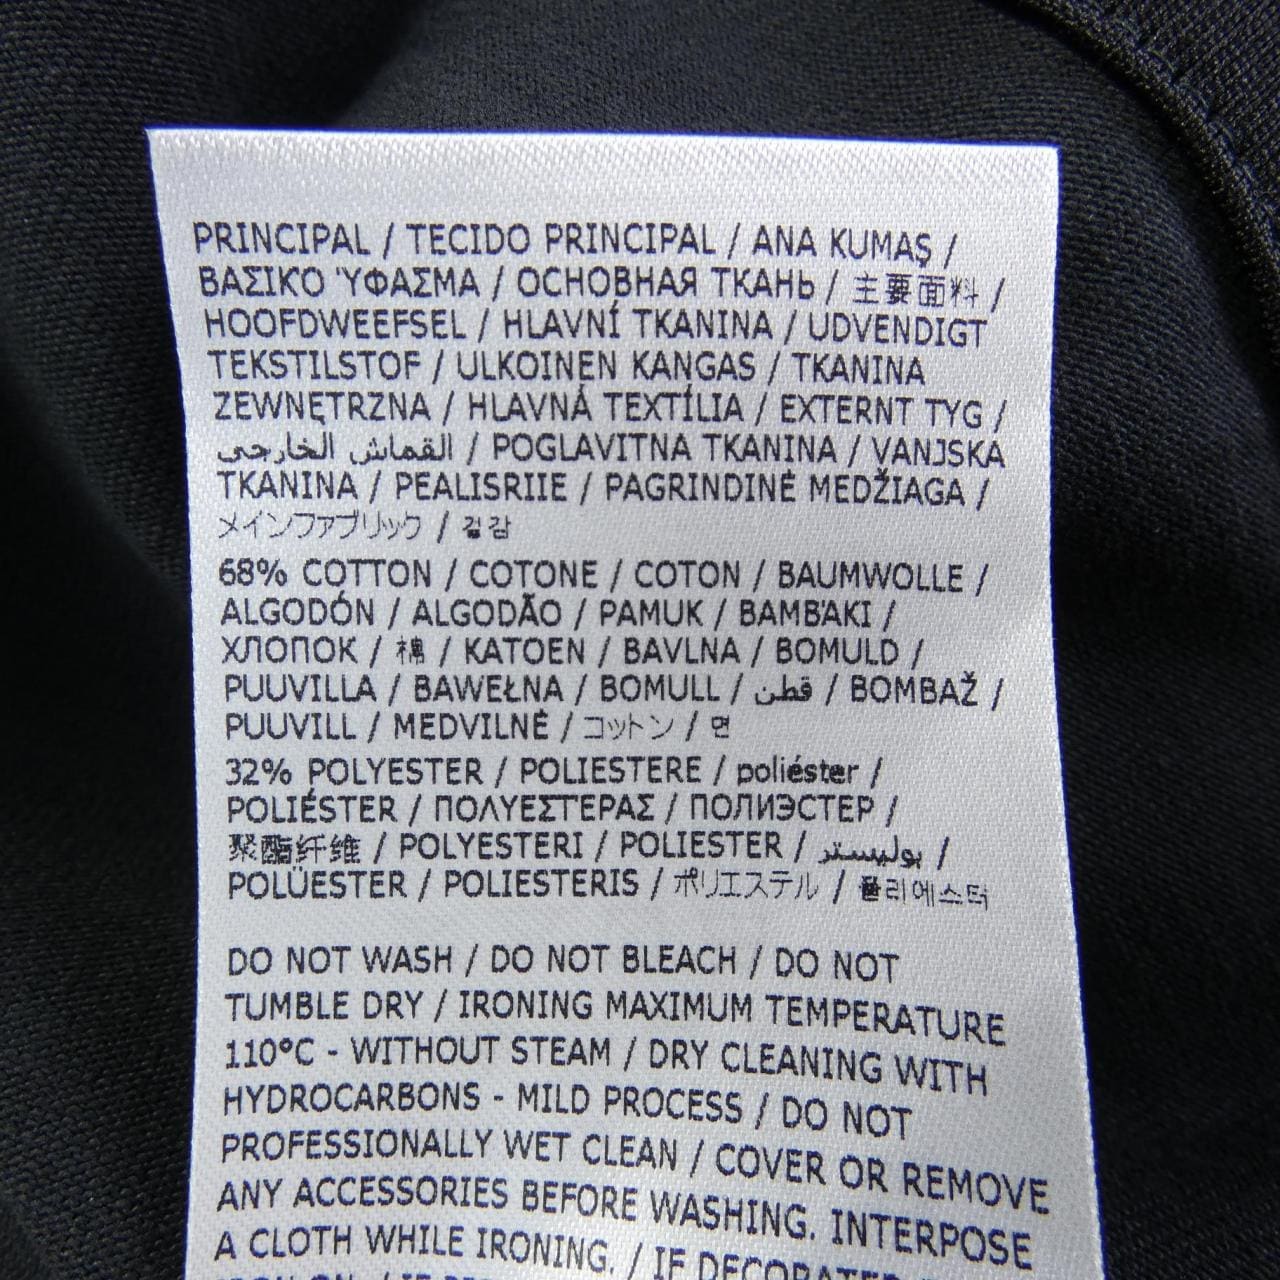 PRINCIPAL / TECIDO PRINCIPAL / ANA KUMAŞ /
ΒΑΣΙΚΟ ΎΦΑΣΜΑ / ОСНОВНАЯ ТКАНЬ / 主要面料 /
HOOFDWEEFSEL / HLAVNÍ TKANINA / UDVENDIGT
TEKSTILSTOF / ULKOINEN KANGAS / TKANINA
ZEWNĘTRZNA / HLAVNÁ TEXTÍLIA / EXTERNT TYG /
القماش الخارجي / POGLAVITNA TKANINA / VANJSKA
TKANINA / PEALISRIIE / PAGRINDINĖ MEDŽIAGA /
メインファブリック / 겉감
68% COTTON / COTONE / COTON / BAUMWOLLE /
ALGODÓN / ALGODÃO / PAMUK / ΒΑΜΒΆΚΙ /
ХЛОПОК / 棉 / KATOEN / BAVLNA / BOMULD /
PUUVILLA / BAWEŁNA / BOMULL / قطن / BOMBAŽ /
PUUVILL / MEDVILNĖ / コットン / 면
32% POLYESTER / POLIESTERE / poliéster /
POLIÉSTER / ΠΟΛΥΕΣΤΕΡΑΣ / ПОЛИЭСТЕР /
聚酯纤维 / POLYESTERI / POLIESTER / بوليستر /
POLÜESTER / POLIESTERIS / ポリエステル / 폴리에스터
DO NOT WASH / DO NOT BLEACH / DO NOT
TUMBLE DRY / IRONING MAXIMUM TEMPERATURE
110°C - WITHOUT STEAM / DRY CLEANING WITH
HYDROCARBONS - MILD PROCESS / DO NOT
PROFESSIONALLY WET CLEAN / COVER OR REMOVE
ANY ACCESSORIES BEFORE WASHING. INTERPOSE
A CLOTH WHILE IRONING. / IF DECORATED